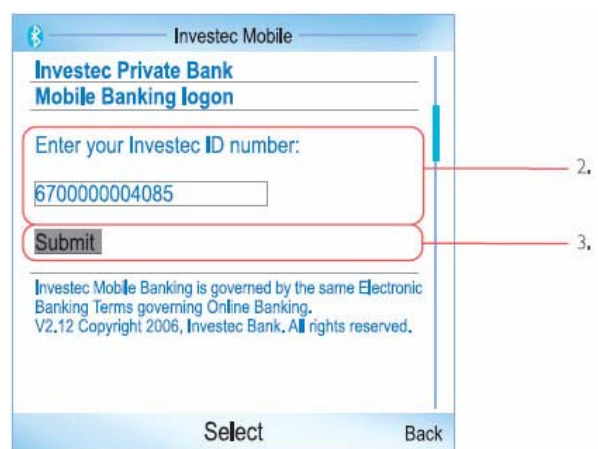 Investec Mobile
Investec Private Bank
Mobile Banking logon
Enter your Investec ID number:
2.
6700000004085
Submit
3.
Investec Mobile Banking is governed by the same Electronic
Banking Terms governing Online Banking.
V2.12 Copyright 2006, Investec Bank. All rights reserved.
Select
Back